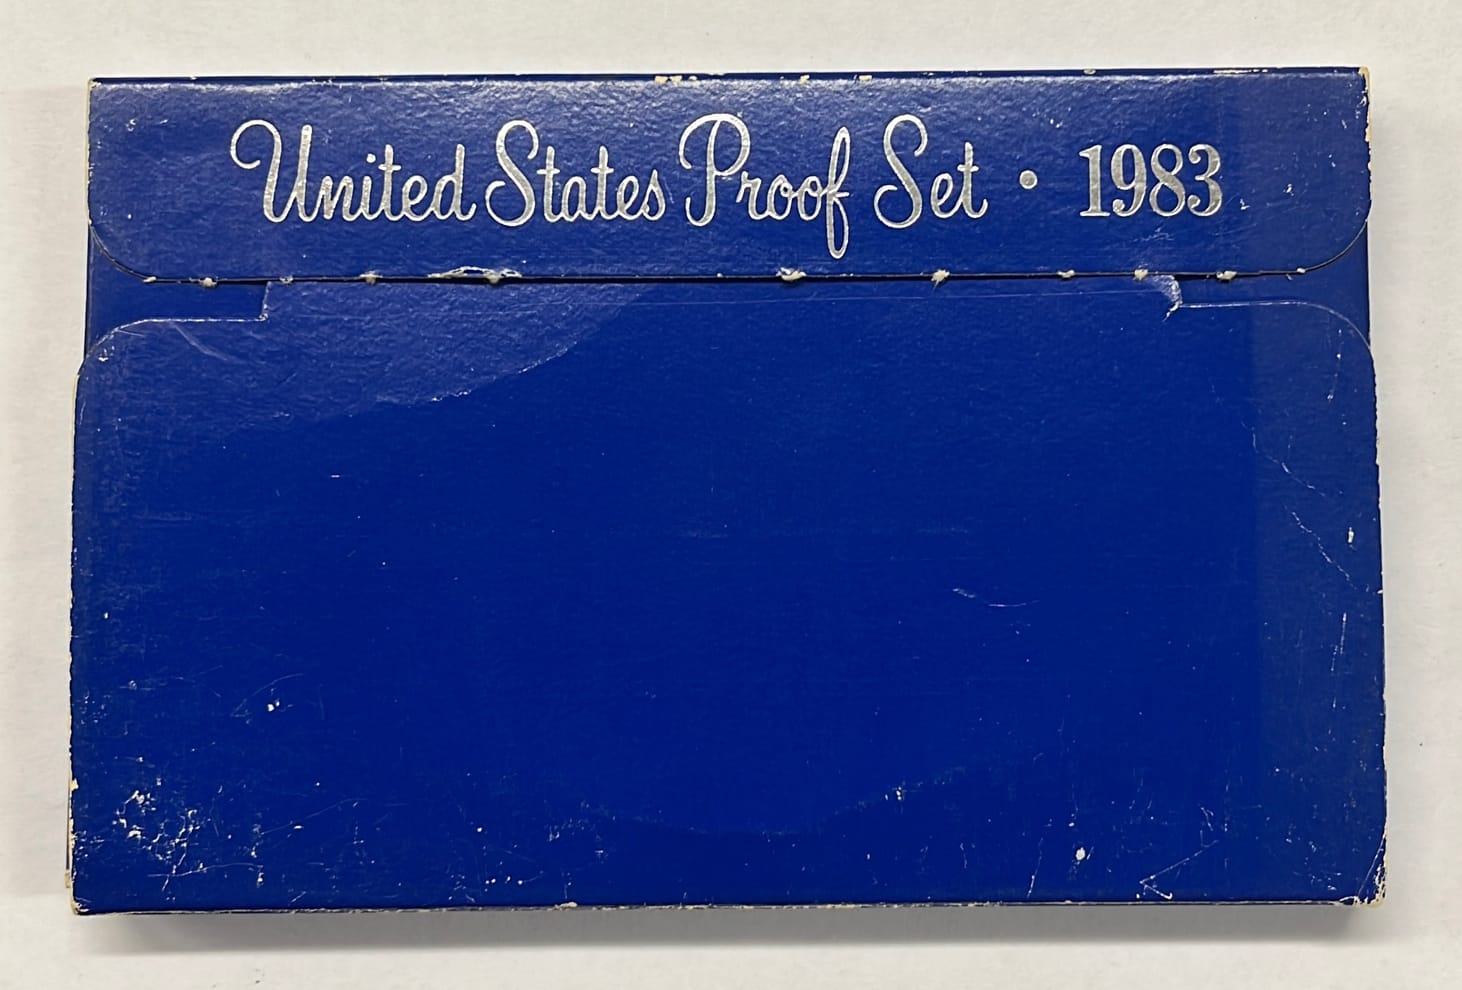 United States Proof Set • 1983